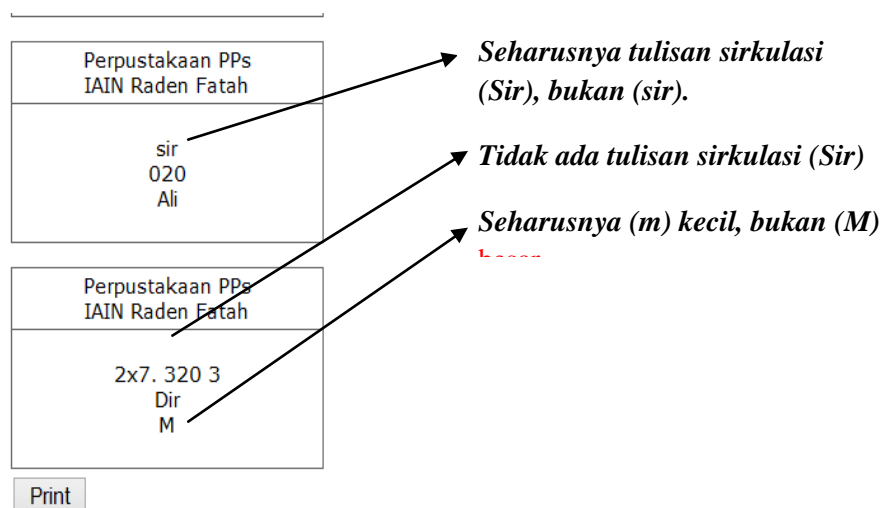 Perpustakaan PPs
IAIN Raden Fatah
sir
020
Ali
Seharusnya tulisan sirkulasi
(Sir), bukan (sir).
Tidak ada tulisan sirkulasi (Sir)
Seharusnya (m) kecil, bukan (M)
Perpustakaan PPs
IAIN Raden Fatah
2x7. 320 3
Dir
M
Print